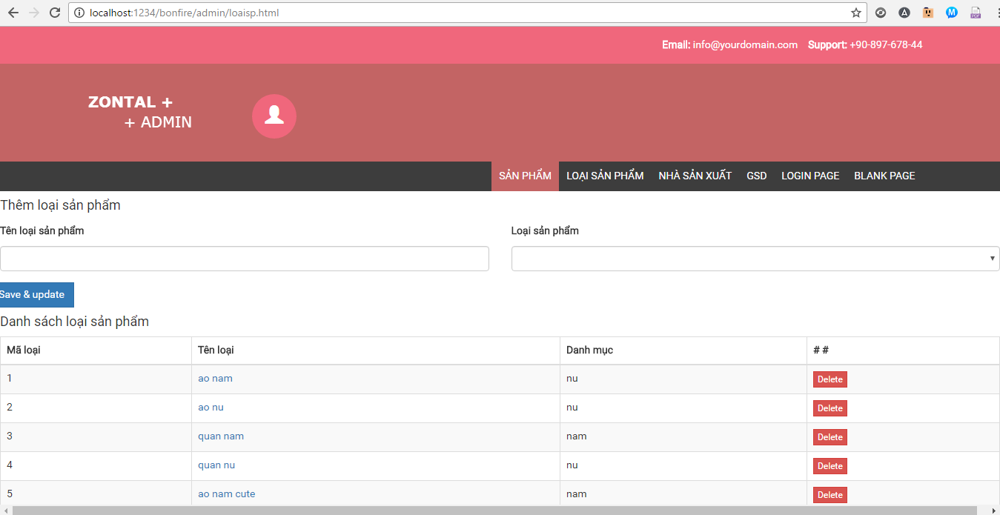 localhost:1234/bonfire/admin/loaisp.html
Email: info@yourdomain.com Support: +90-897-678-44
ZONTAL +
+ ADMIN
SẢN PHẨM LOẠI SẢN PHẨM NHÀ SẢN XUẤT GSD LOGIN PAGE BLANK PAGE
Thêm loại sản phẩm
Tên loại sản phẩm Loại sản phẩm
Save & update
Danh sách loại sản phẩm
Mã loại Tên loại Danh mục # #
1 ao nam nu Delete
2 ao nu nu Delete
3 quan nam nam Delete
4 quan nu nu Delete
5 ao nam cute nam Delete